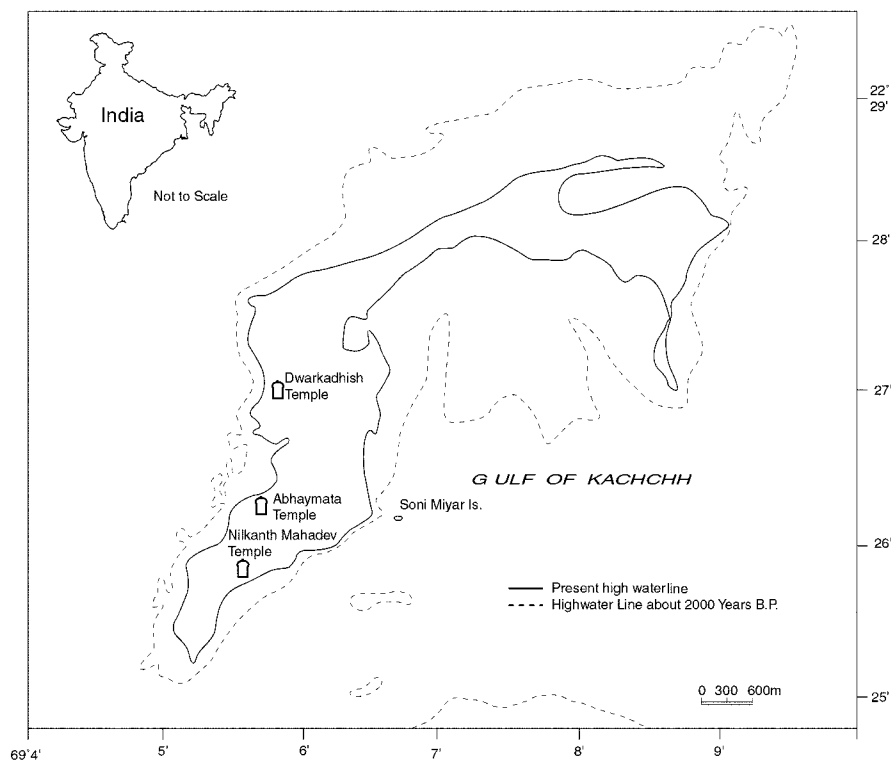 India
Not to Scale
22°
29'
28'
Dwarkadhish
Temple
27'
GULF OF KACHCHH
Abhaymata
Temple
Soni Miyar Is.
Nilkanth Mahadev
Temple
26'
Present high waterline
Highwater Line about 2000 Years B.P.
0 300 600m
25'
69°4'
5'
6'
7'
8'
9'